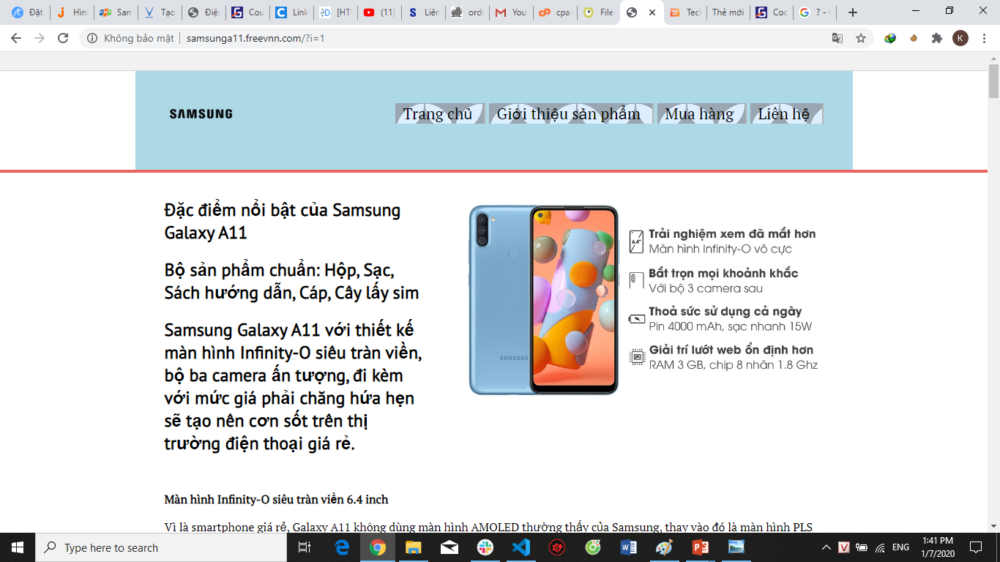 Đặt
Hình
Sam
Tạo
Điện
Cou
Link
[HT
(11)
Liên
orde
You
cpa
File
Tech
Thẻ mới
Coc
? - G
Không bảo mật
samsunga11.freevnn.com/?i=1
K
SAMSUNG
Trang chủ
Giới thiệu sản phẩm
Mua hàng
Liên hệ
Đặc điểm nổi bật của Samsung
Galaxy A11
Bộ sản phẩm chuẩn: Hộp, Sạc,
Sách hướng dẫn, Cáp, Cây lấy sim
Samsung Galaxy A11 với thiết kế
màn hình Infinity-O siêu tràn viền,
bộ ba camera ấn tượng, đi kèm
với mức giá phải chăng hứa hẹn
sẽ tạo nên cơn sốt trên thị
trường điện thoại giá rẻ.
SAMSUNG
6.4"
Trải nghiệm xem đã mắt hơn
Màn hình Infinity-O vô cực
Bắt trọn mọi khoảnh khắc
Với bộ 3 camera sau
Thoả sức sử dụng cả ngày
Pin 4000 mAh, sạc nhanh 15W
Giải trí lướt web ổn định hơn
RAM 3 GB, chip 8 nhân 1.8 Ghz
Màn hình Infinity-O siêu tràn viền 6.4 inch
Vì là smartphone giá rẻ, Galaxy A11 không dùng màn hình AMOLED thường thấy của Samsung, thay vào đó là màn hình PLS
Type here to search
ENG
1:41 PM
1/7/2020